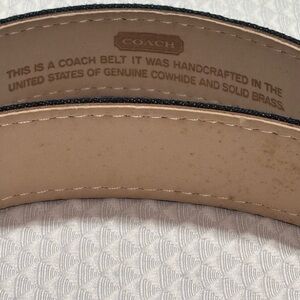 COACH
THIS IS A COACH BELT IT WAS HANDCRAFTED IN THE
UNITED STATES OF GENUINE COWHIDE AND SOLID BRASS.